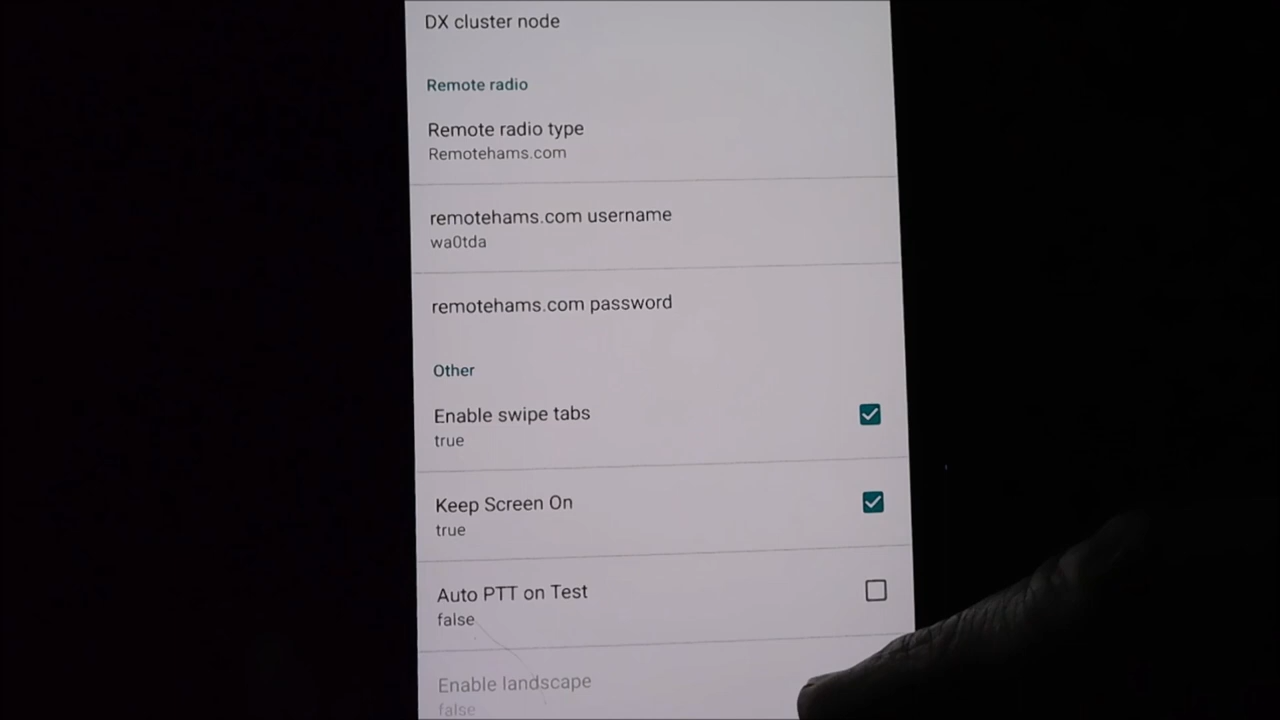 DX cluster node
Remote radio
Remote radio type
Remotehams.com
remotehams.com username
wa0tda
remotehams.com password
Other
Enable swipe tabs
true
Keep Screen On
true
Auto PTT on Test
false
Enable landscape
false